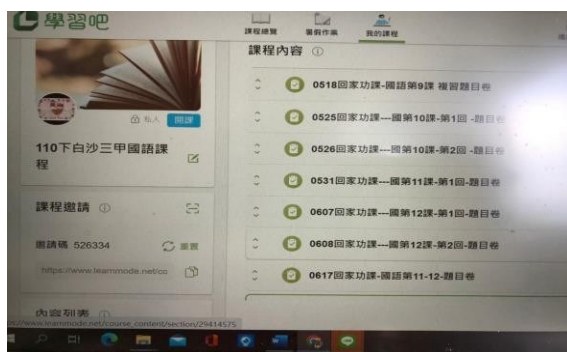 學習吧
課程總覽
暑假作業
我的課程
私人
開課
110下白沙三甲國語課
程
課程邀請
邀請碼 526334
重置
https://www.learnmode.net/co
內容列表
課程內容
0518回家功課-國語第9課 複習題目卷
0525回家功課---國第10課-第1回 -題目卷
0526回家功課---國第10課-第2回 -題目卷
0531回家功課---國第11課-第1回-題目卷
0607回家功課---國第12課-第1回-題目卷
0608回家功課---國第12課-第2回-題目卷
0617回家功課-國語第11-12-題目卷
ps://www.learnmode.net/course_content/section/29414575